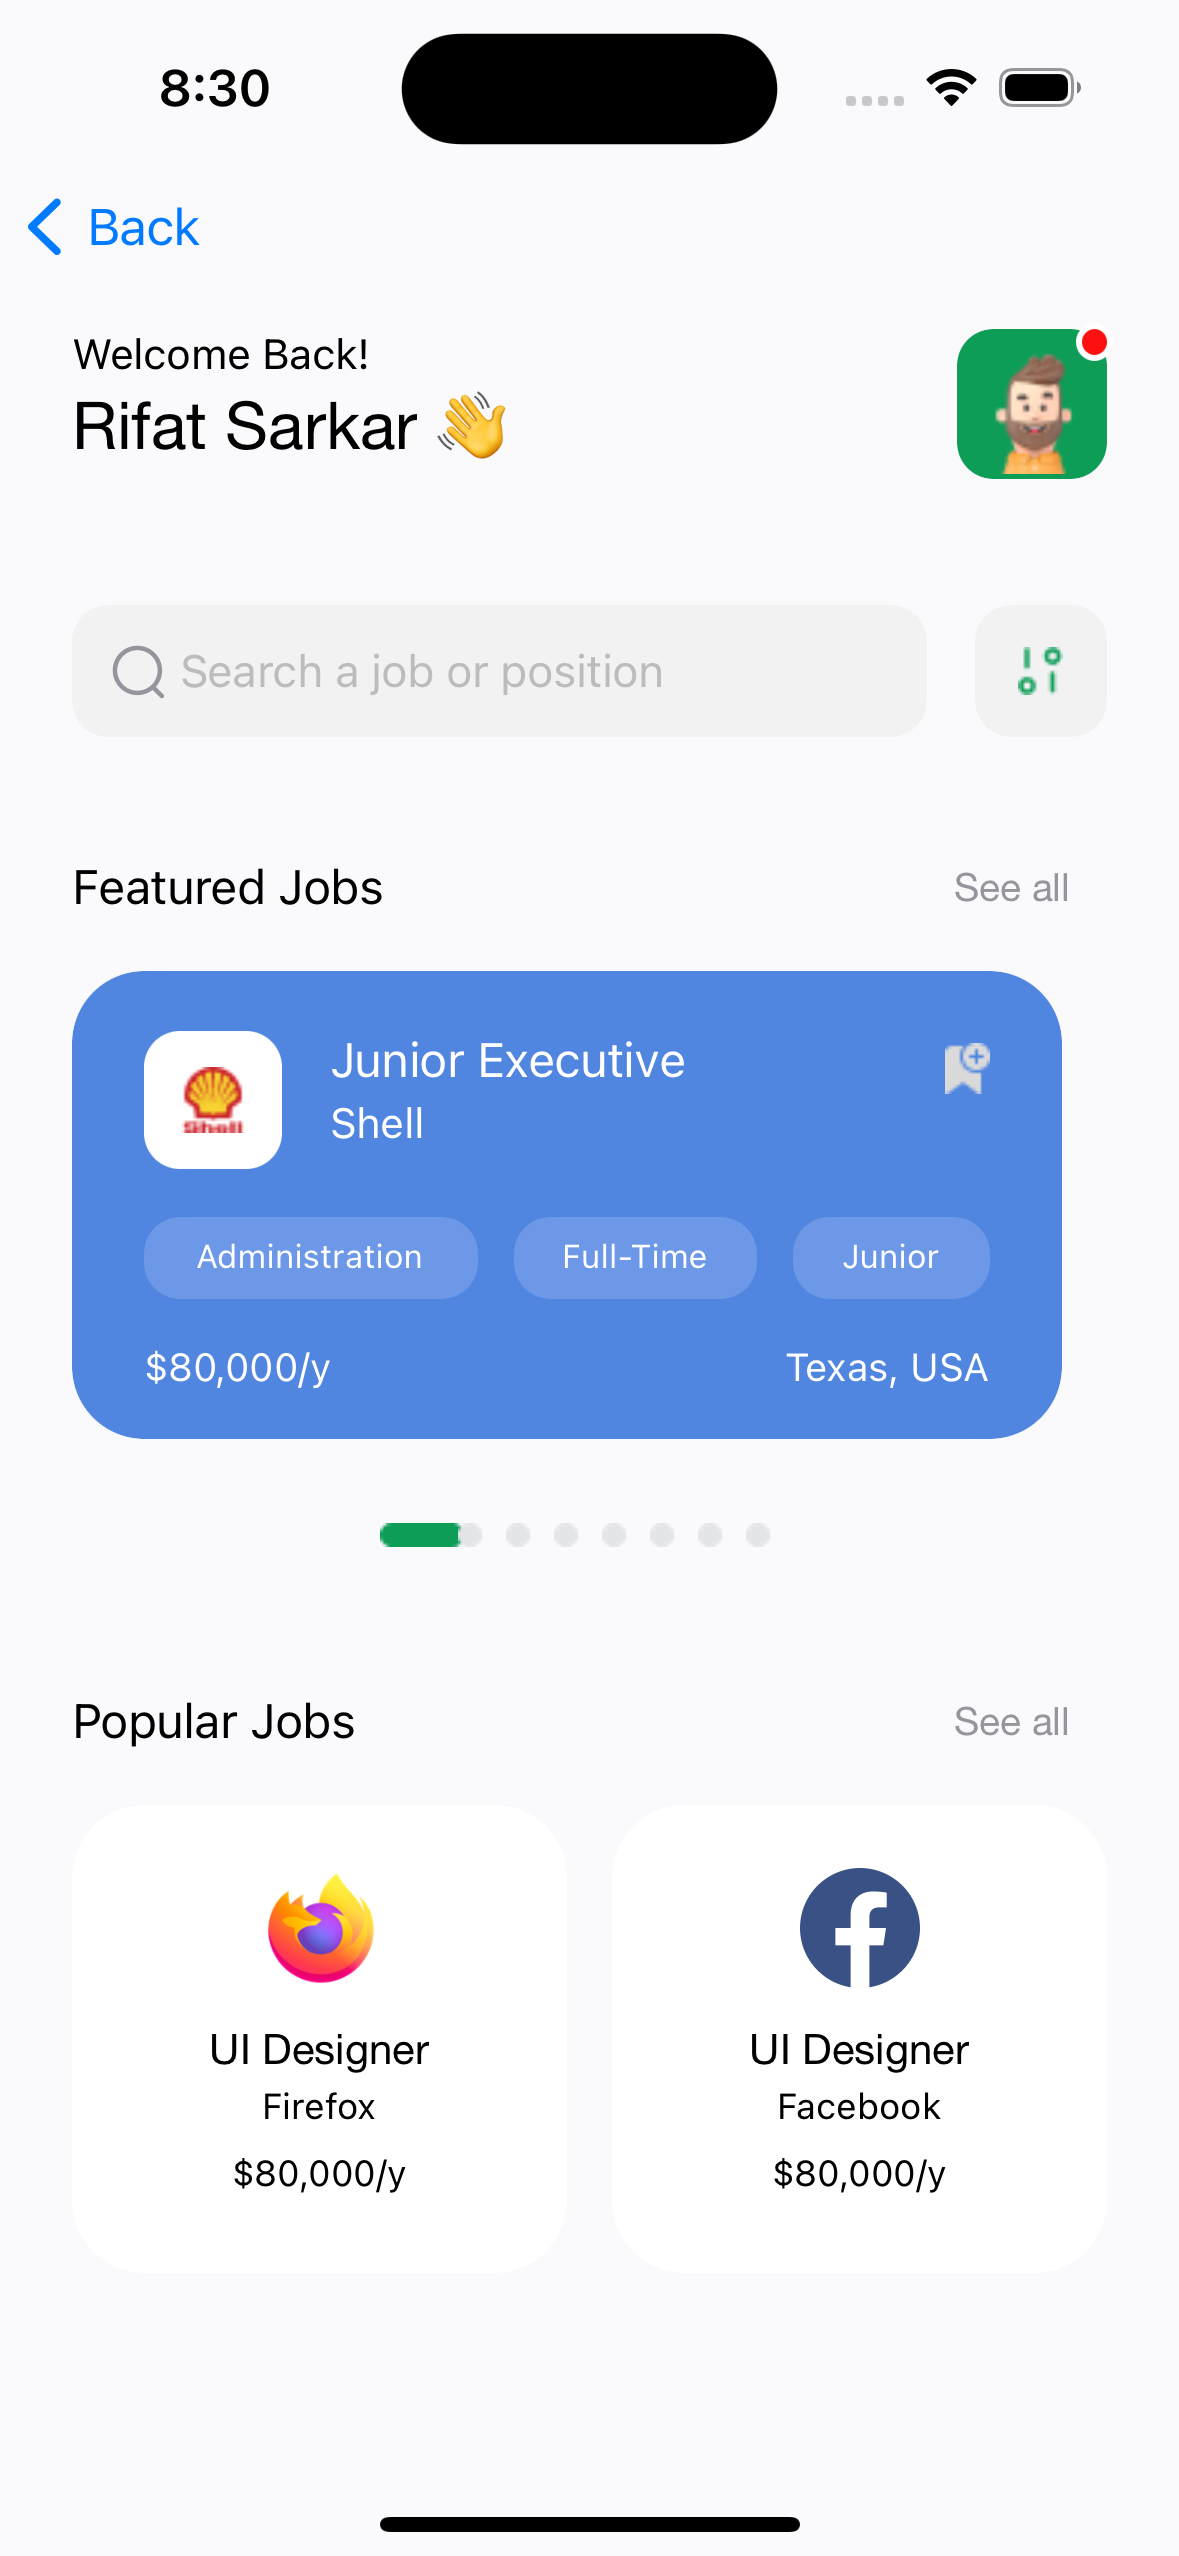 8:30
Back
Welcome Back!
Rifat Sarkar 👋
Search a job or position
Featured Jobs
See all
Junior Executive
Shell
Shell
Administration
Full-Time
Junior
$80,000/y
Texas, USA
Popular Jobs
See all
UI Designer
Firefox
$80,000/y
UI Designer
Facebook
$80,000/y